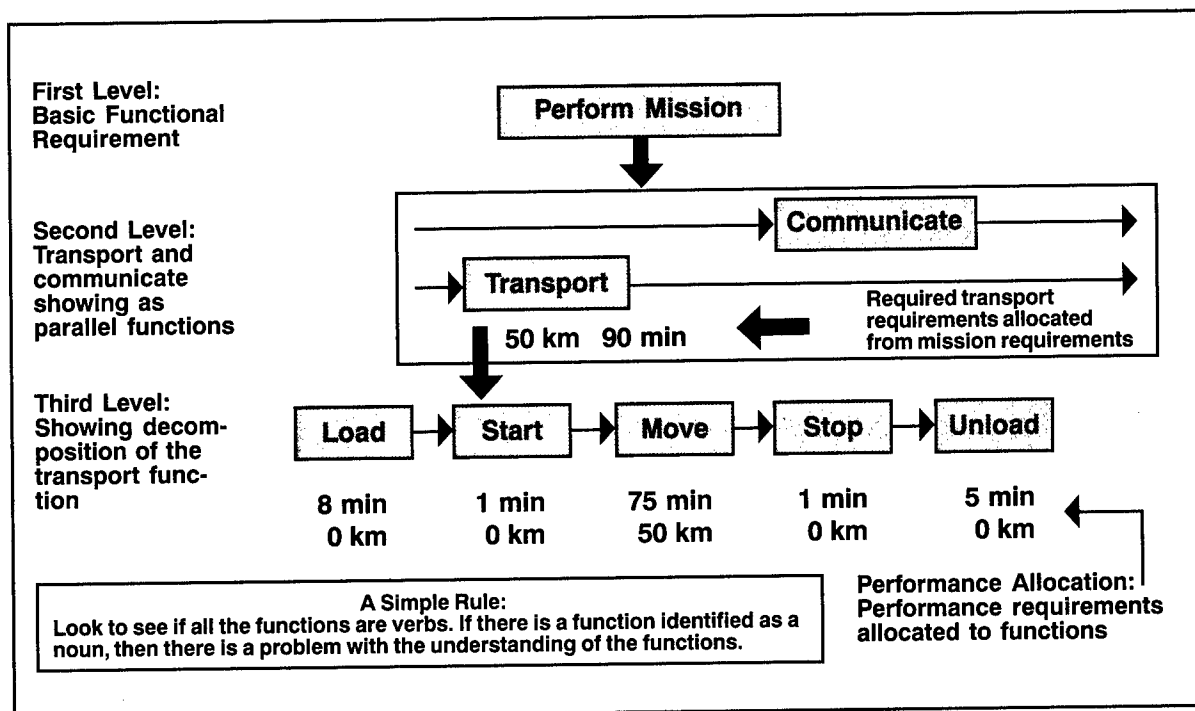 First Level:
Basic Functional
Requirement
Perform Mission
Second Level:
Transport and
communicate
showing as
parallel functions
Communicate
Transport
50 km 90 min
Required transport
requirements allocated
from mission requirements
Third Level:
Showing decom-
position of the
transport func-
tion
Load
Start
Move
Stop
Unload
8 min
0 km
1 min
0 km
75 min
50 km
1 min
0 km
5 min
0 km
Performance Allocation:
Performance requirements
allocated to functions
A Simple Rule:
Look to see if all the functions are verbs. If there is a function identified as a
noun, then there is a problem with the understanding of the functions.